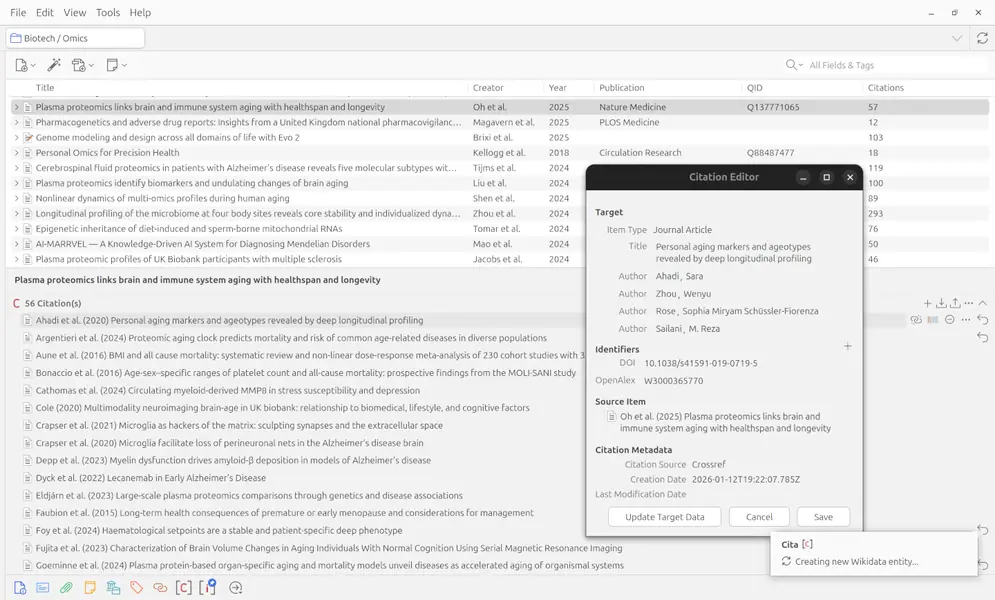 File Edit View Tools Help
Biotech / Omics
All Fields & Tags
Title Creator Year Publication QID Citations
Plasma proteomics links brain and immune system aging with healthspan and longevity Oh et al. 2025 Nature Medicine Q137771065 57
Pharmacogenetics and adverse drug reports: Insights from a United Kingdom national pharmacovigilanc... Magavern et al. 2025 PLOS Medicine 12
Genome modeling and design across all domains of life with Evo 2 Brixi et al. 2025 103
Personal Omics for Precision Health Kellogg et al. 2018 Circulation Research Q88487477 18
Cerebrospinal fluid proteomics in patients with Alzheimer's disease reveals five molecular subtypes wit... Tijms et al. 2024 119
Plasma proteomics identify biomarkers and undulating changes of brain aging Liu et al. 2024 100
Nonlinear dynamics of multi-omics profiles during human aging Shen et al. 2024 89
Longitudinal profiling of the microbiome at four body sites reveals core stability and individualized dyna... Zhou et al. 2024 293
Epigenetic inheritance of diet-induced and sperm-borne mitochondrial RNAs Tomar et al. 2024 76
AI-MARRVEL — A Knowledge-Driven AI System for Diagnosing Mendelian Disorders Mao et al. 2024 50
Plasma proteomic profiles of UK Biobank participants with multiple sclerosis Jacobs et al. 2024 46
Plasma proteomics links brain and immune system aging with healthspan and longevity
C 56 Citation(s)
Ahadi et al. (2020) Personal aging markers and ageotypes revealed by deep longitudinal profiling
Argentieri et al. (2024) Proteomic aging clock predicts mortality and risk of common age-related diseases in diverse populations
Aune et al. (2016) BMI and all cause mortality: systematic review and non-linear dose-response meta-analysis of 230 cohort studies with 3
Bonaccio et al. (2016) Age-sex–specific ranges of platelet count and all-cause mortality: prospective findings from the MOLI-SANI study
Cathomas et al. (2024) Circulating myeloid-derived MMP8 in stress susceptibility and depression
Cole (2020) Multimodality neuroimaging brain-age in UK biobank: relationship to biomedical, lifestyle, and cognitive factors
Crapser et al. (2021) Microglia as hackers of the matrix: sculpting synapses and the extracellular space
Crapser et al. (2020) Microglia facilitate loss of perineuronal nets in the Alzheimer's disease brain
Depp et al. (2023) Myelin dysfunction drives amyloid-β deposition in models of Alzheimer's disease
Dyck et al. (2022) Lecanemab in Early Alzheimer's Disease
Eldjárn et al. (2023) Large-scale plasma proteomics comparisons through genetics and disease associations
Faubion et al. (2015) Long-term health consequences of premature or early menopause and considerations for management
Foy et al. (2024) Haematological setpoints are a stable and patient-specific deep phenotype
Fujita et al. (2023) Characterization of Brain Volume Changes in Aging Individuals With Normal Cognition Using Serial Magnetic Resonance Imaging
Goeminne et al. (2024) Plasma protein-based organ-specific aging and mortality models unveil diseases as accelerated aging of organismal systems
Citation Editor
Target
Item Type Journal Article
Title Personal aging markers and ageotypes
revealed by deep longitudinal profiling
Author Ahadi, Sara
Author Zhou, Wenyu
Author Rose, Sophia Miryam Schüssler-Fiorenza
Author Sailani, M. Reza
Identifiers
DOI 10.1038/s41591-019-0719-5
OpenAlex W3000365770
Source Item
Oh et al. (2025) Plasma proteomics links brain and
immune system aging with healthspan and longevity
Citation Metadata
Citation Source Crossref
Creation Date 2026-01-12T19:22:07.785Z
Last Modification Date
Update Target Data Cancel Save
Cita [C]
Creating new Wikidata entity...